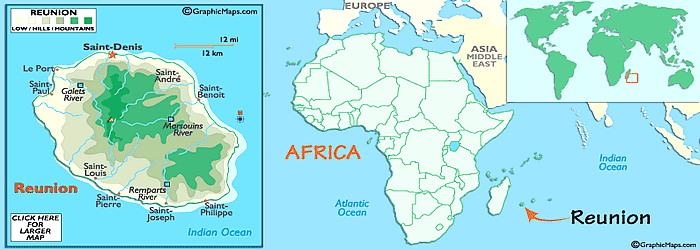 ©GraphicMaps.com
REUNION
LOW / HILLS / MOUNTAINS
Saint-Denis
12 mi
12 km
Le Port
Saint-
Paul
Galets
River
Saint-
André
Saint-
Benoit
Marsouins
River
Saint-
Louis
Reunion
Remparts
River
Saint-
Pierre
Saint-
Joseph
Saint-
Philippe
Indian Ocean
CLICK HERE
FOR
LARGER
MAP
EUROPE
ASIA
MIDDLE
EAST
AFRICA
Atlantic
Ocean
Indian
Ocean
Reunion
©GraphicMaps.com